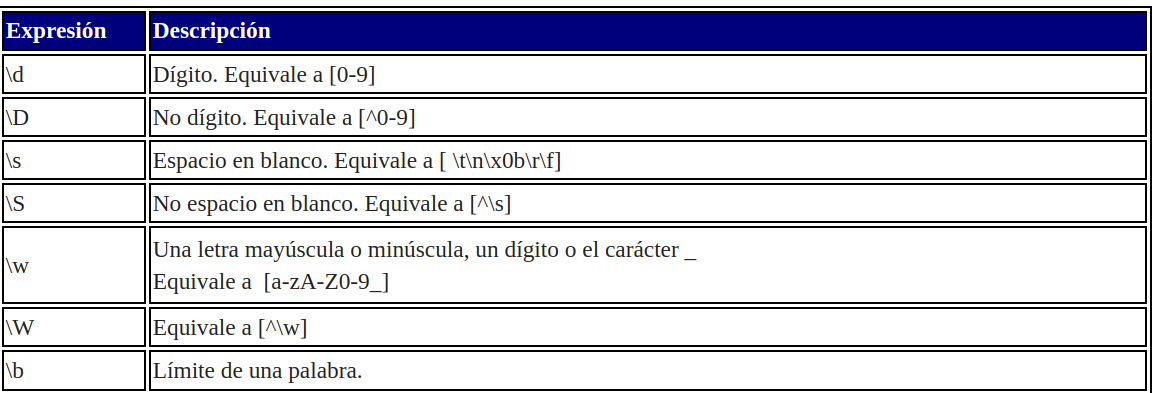 Expresión Descripción
\d Dígito. Equivale a [0-9]
\D No dígito. Equivale a [^0-9]
\s Espacio en blanco. Equivale a [ \t\n\x0b\r\f]
\S No espacio en blanco. Equivale a [^\s]
\w Una letra mayúscula o minúscula, un dígito o el carácter _
Equivale a  [a-zA-Z0-9_]
\W Equivale a [^\w]
\b Límite de una palabra.